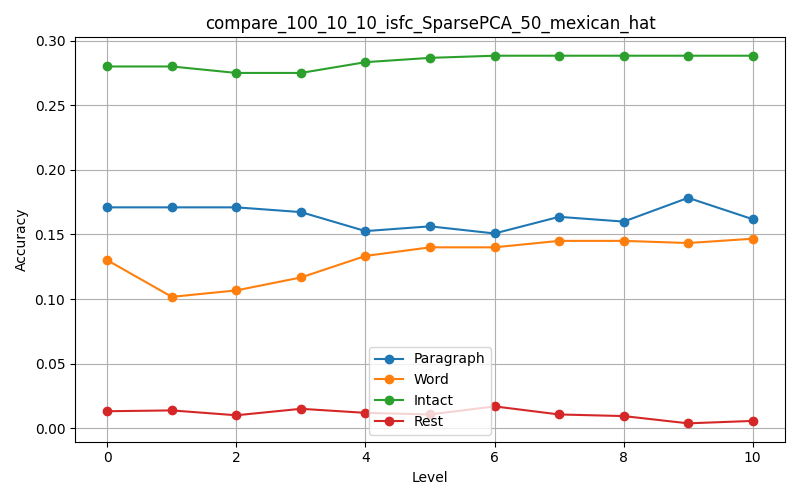 compare_100_10_10_isfc_SparsePCA_50_mexican_hat
0.30
0.25
0.20
0.15
0.10
0.05
0.00
Accuracy
Paragraph
Word
Intact
Rest
0 2 4 6 8 10
Level